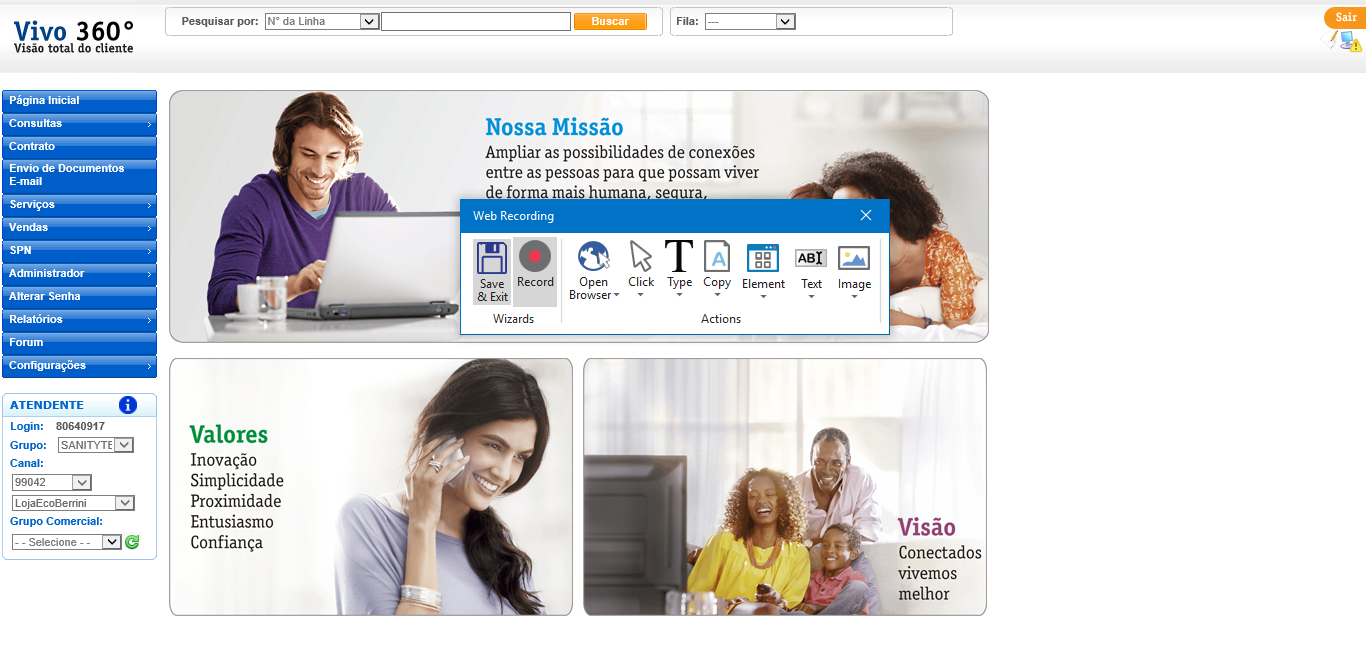 Vivo 360°
Visão total do cliente
Pesquisar por: N° da Linha Buscar
Fila: ---
Sair
Página Inicial
Consultas
Contrato
Envio de Documentos
E-mail
Serviços
Vendas
SPN
Administrador
Alterar Senha
Relatórios
Forum
Configurações
ATENDENTE
Login: 80640917
Grupo: SANITYTE
Canal:
99042
LojaEcoBerrini
Grupo Comercial:
- - Selecione - -
Nossa Missão
Ampliar as possibilidades de conexões
entre as pessoas para que possam viver
de forma mais humana, segura,
Web Recording
Save
& Exit
Record
Wizards
Open
Browser
Click
Type
Copy
Element
Text
Image
Actions
Valores
Inovação
Simplicidade
Proximidade
Entusiasmo
Confiança
Visão
Conectados
vivemos
melhor